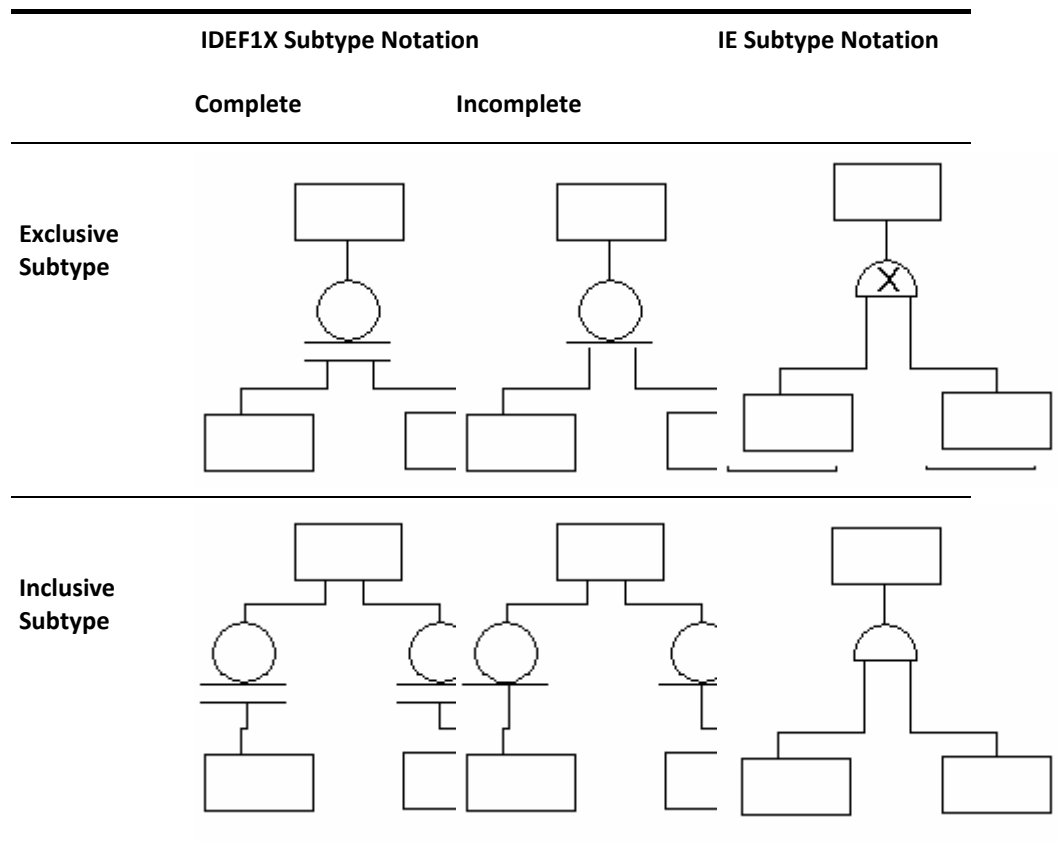 IDEF1X Subtype Notation IE Subtype Notation
Complete Incomplete
Exclusive
Subtype
X
Inclusive
Subtype